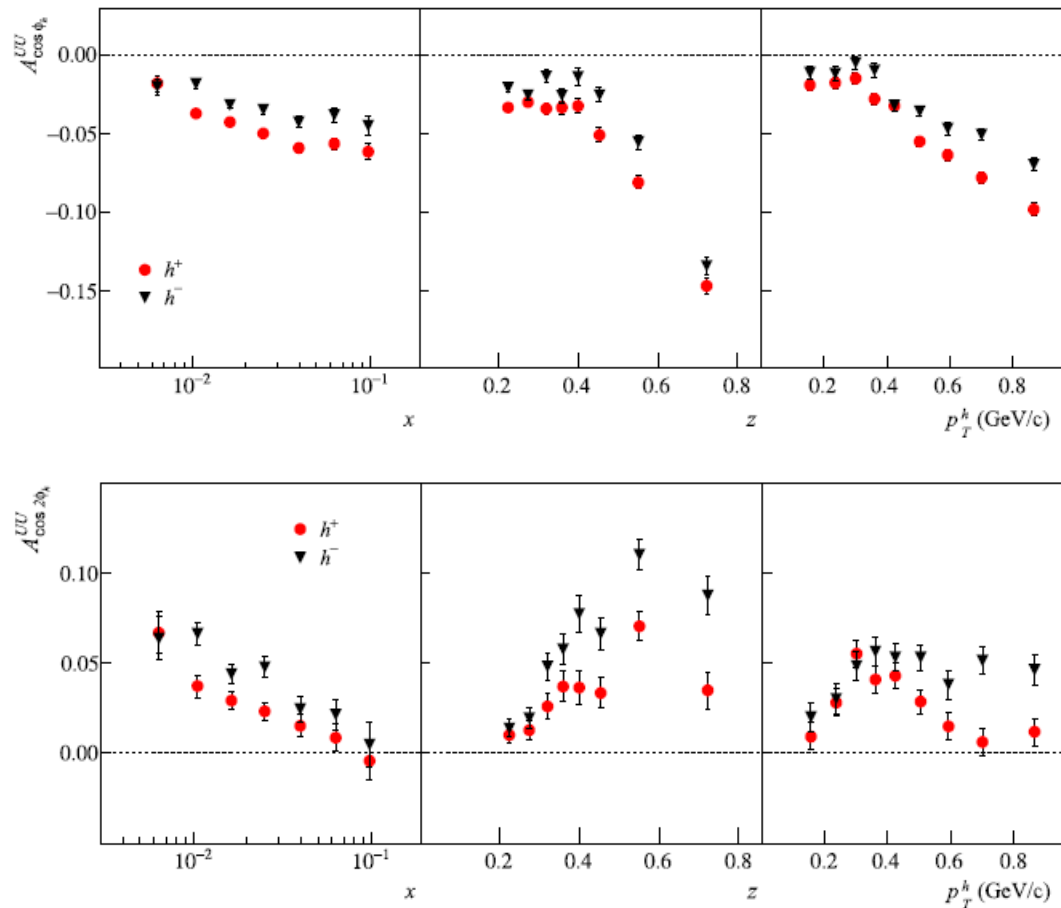 A^{UU}_{cos ϕ_h}
0.00
−0.05
−0.10
−0.15
h⁺
h⁻
10⁻² 10⁻¹ 0.2 0.4 0.6 0.8 0.2 0.4 0.6 0.8
x z p_T^h (GeV/c)
A^{UU}_{cos 2ϕ_h}
h⁺
h⁻
0.10
0.05
0.00
10⁻² 10⁻¹ 0.2 0.4 0.6 0.8 0.2 0.4 0.6 0.8
x z p_T^h (GeV/c)